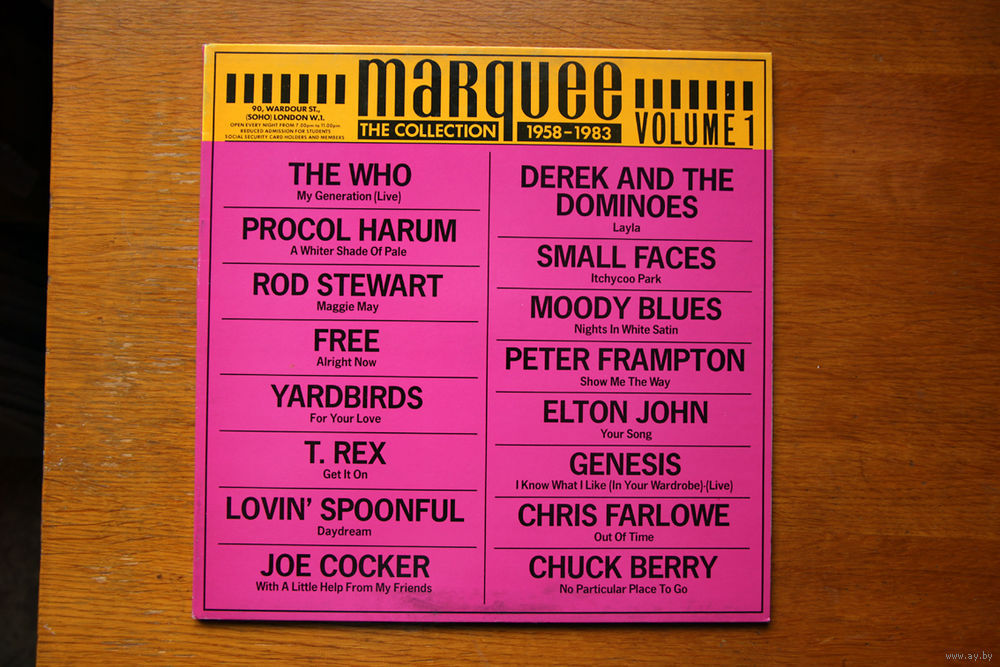 marquee
THE COLLECTION 1958-1983
90, WARDOUR ST.,
(SOHO) LONDON W.1.
OPEN EVERY NIGHT FROM 7.00pm to 11.00pm.
REDUCED ADMISSION FOR STUDENTS
SOCIAL SECURITY CARD HOLDERS AND MEMBERS
VOLUME 1
THE WHO
My Generation (Live)
PROCOL HARUM
A Whiter Shade Of Pale
ROD STEWART
Maggie May
FREE
Alright Now
YARDBIRDS
For Your Love
T. REX
Get It On
LOVIN' SPOONFUL
Daydream
JOE COCKER
With A Little Help From My Friends
DEREK AND THE
DOMINOES
Layla
SMALL FACES
Itchycoo Park
MOODY BLUES
Nights In White Satin
PETER FRAMPTON
Show Me The Way
ELTON JOHN
Your Song
GENESIS
I Know What I Like (In Your Wardrobe)-(Live)
CHRIS FARLOWE
Out Of Time
CHUCK BERRY
No Particular Place To Go
www.ay.by